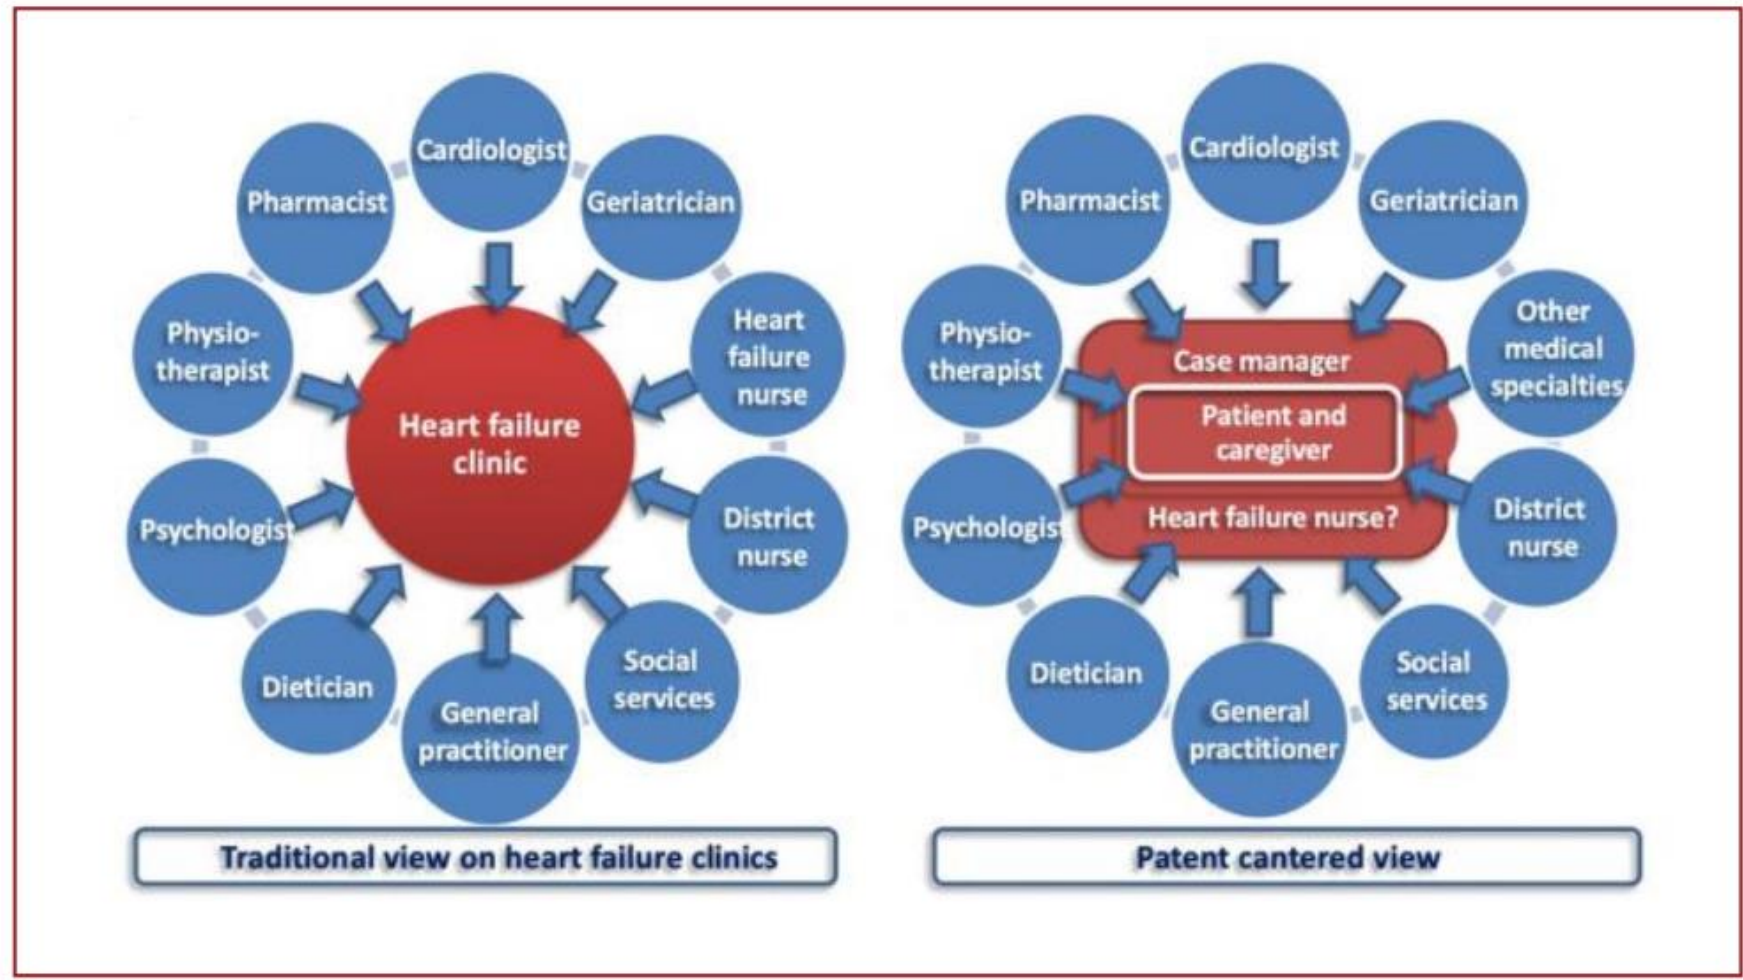 Cardiologist
Pharmacist
Geriatrician
Physio-
therapist
Heart
failure
nurse
Heart failure
clinic
Psychologist
District
nurse
Dietician
General
practitioner
Social
services
Traditional view on heart failure clinics
Cardiologist
Pharmacist
Geriatrician
Physio-
therapist
Other
medical
specialties
Case manager
Patient and
caregiver
Heart failure nurse?
Psychologist
District
nurse
Dietician
General
practitioner
Social
services
Patent cantered view